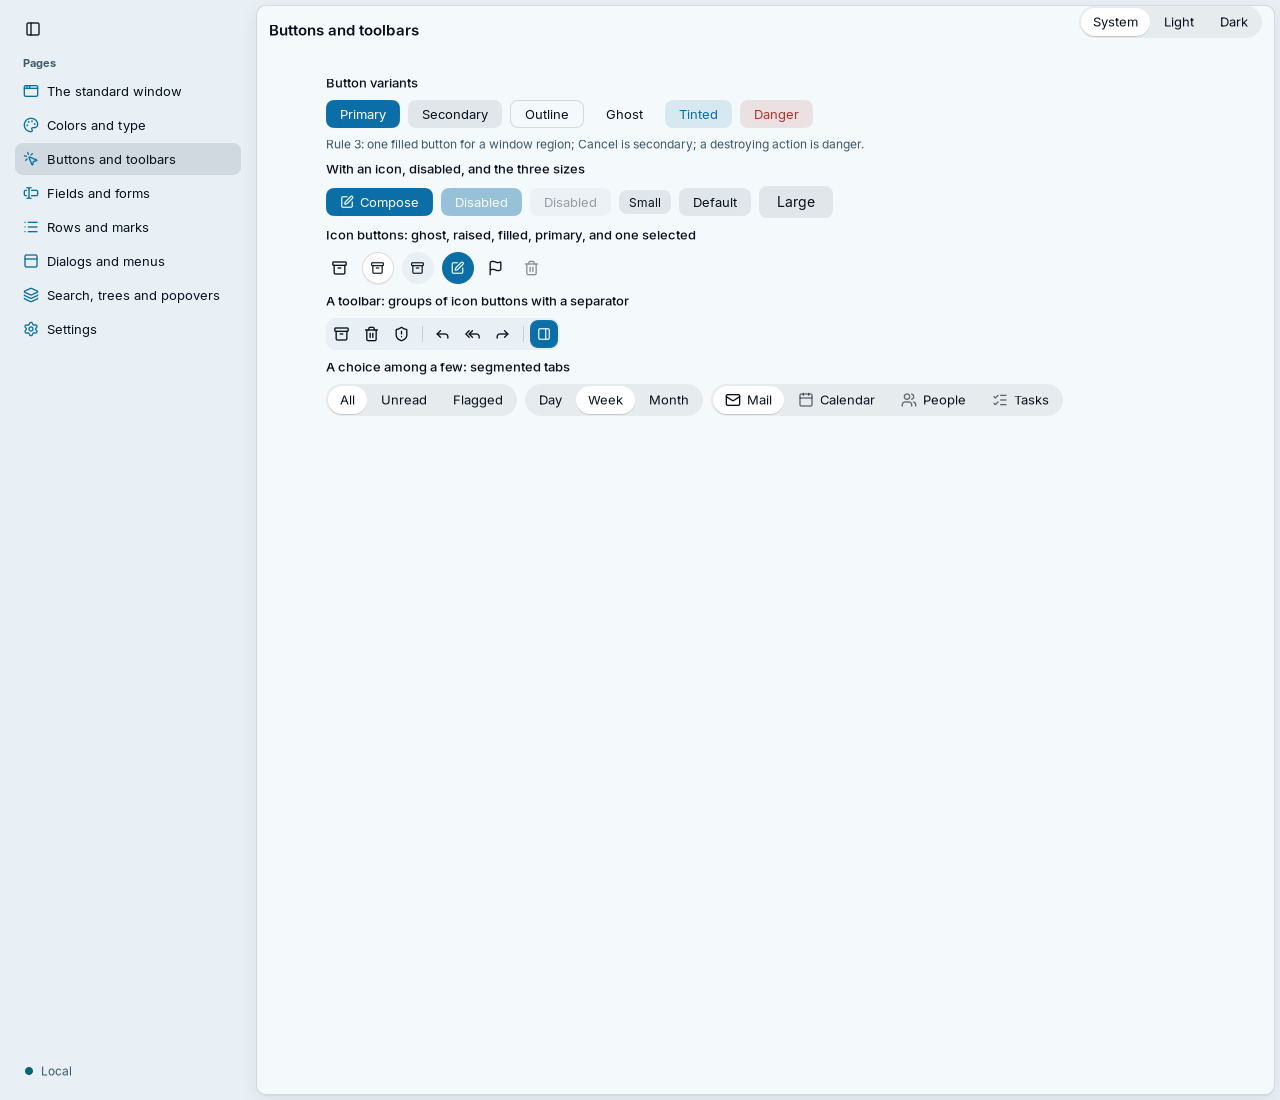 Buttons and toolbars
System Light Dark
Pages
The standard window
Colors and type
Buttons and toolbars
Fields and forms
Rows and marks
Dialogs and menus
Search, trees and popovers
Settings
Button variants
Primary Secondary Outline Ghost Tinted Danger
Rule 3: one filled button for a window region; Cancel is secondary; a destroying action is danger.
With an icon, disabled, and the three sizes
Compose Disabled Disabled Small Default Large
Icon buttons: ghost, raised, filled, primary, and one selected
A toolbar: groups of icon buttons with a separator
A choice among a few: segmented tabs
All Unread Flagged Day Week Month Mail Calendar People Tasks
Local